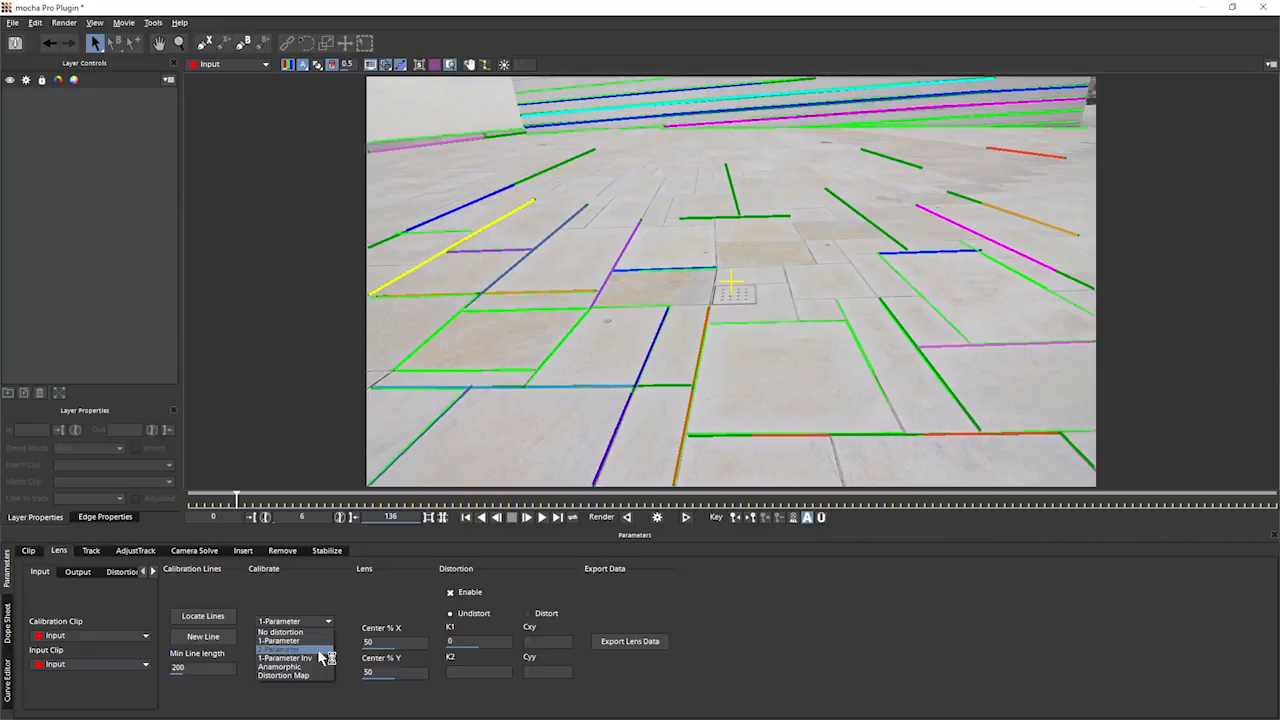 mocha Pro Plugin *
File Edit Render View Movie Tools Help
Layer Controls
Input
0.5
Layer Properties
In Out
Blend Mode Invert
Insert Clip
Matte Clip
Link to track Adjusted
Layer Properties Edge Properties
0 6 136 Render Key A U
Parameters
Parameters
Dope Sheet
Curve Editor
Clip Lens Track AdjustTrack Camera Solve Insert Remove Stabilize
Input Output Distortio
Calibration Clip
Input
Input Clip
Input
Calibration Lines
Locate Lines
New Line
Min Line length
200
Calibrate
1-Parameter
No distortion
1-Parameter
2-Parameter
1-Parameter Inv
Anamorphic
Distortion Map
Lens
Center % X
50
Center % Y
50
Distortion
Enable
Undistort Distort
K1 Cxy
0
K2 Cyy
Export Data
Export Lens Data